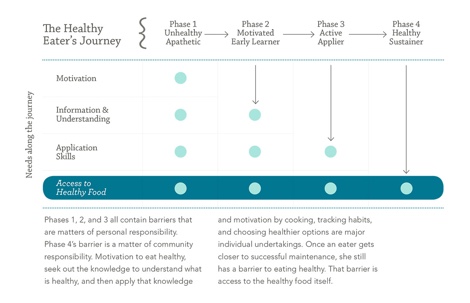 The Healthy
Eater's Journey
Phase 1
Unhealthy
Apathetic
Phase 2
Motivated
Early Learner
Phase 3
Active
Applier
Phase 4
Healthy
Sustainer
Needs along the journey
Motivation
Information &
Understanding
Application
Skills
Access to
Healthy Food
Phases 1, 2, and 3 all contain barriers that
are matters of personal responsibility.
Phase 4's barrier is a matter of community
responsibility. Motivation to eat healthy,
seek out the knowledge to understand what
is healthy, and then apply that knowledge
and motivation by cooking, tracking habits,
and choosing healthier options are major
individual undertakings. Once an eater gets
closer to successful maintenance, she still
has a barrier to eating healthy. That barrier is
access to the healthy food itself.